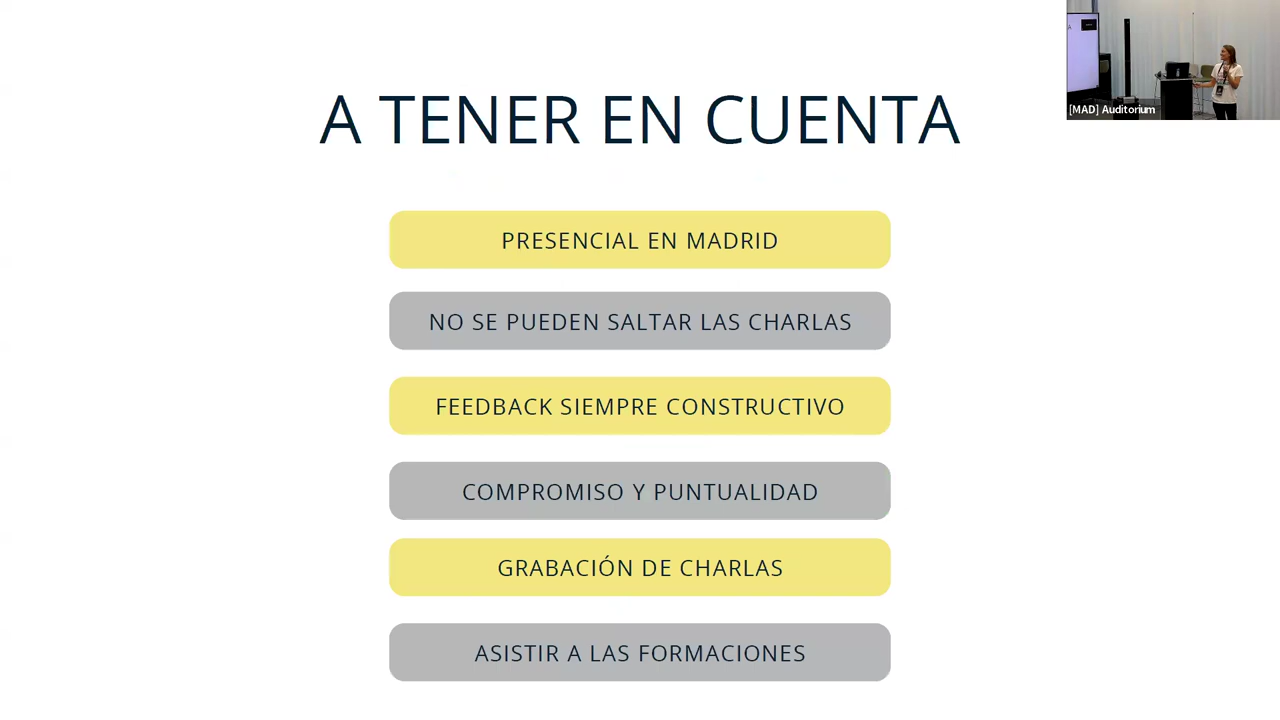 A TENER EN CUENTA
[MAD] Auditorium
PRESENCIAL EN MADRID
NO SE PUEDEN SALTAR LAS CHARLAS
FEEDBACK SIEMPRE CONSTRUCTIVO
COMPROMISO Y PUNTUALIDAD
GRABACIÓN DE CHARLAS
ASISTIR A LAS FORMACIONES